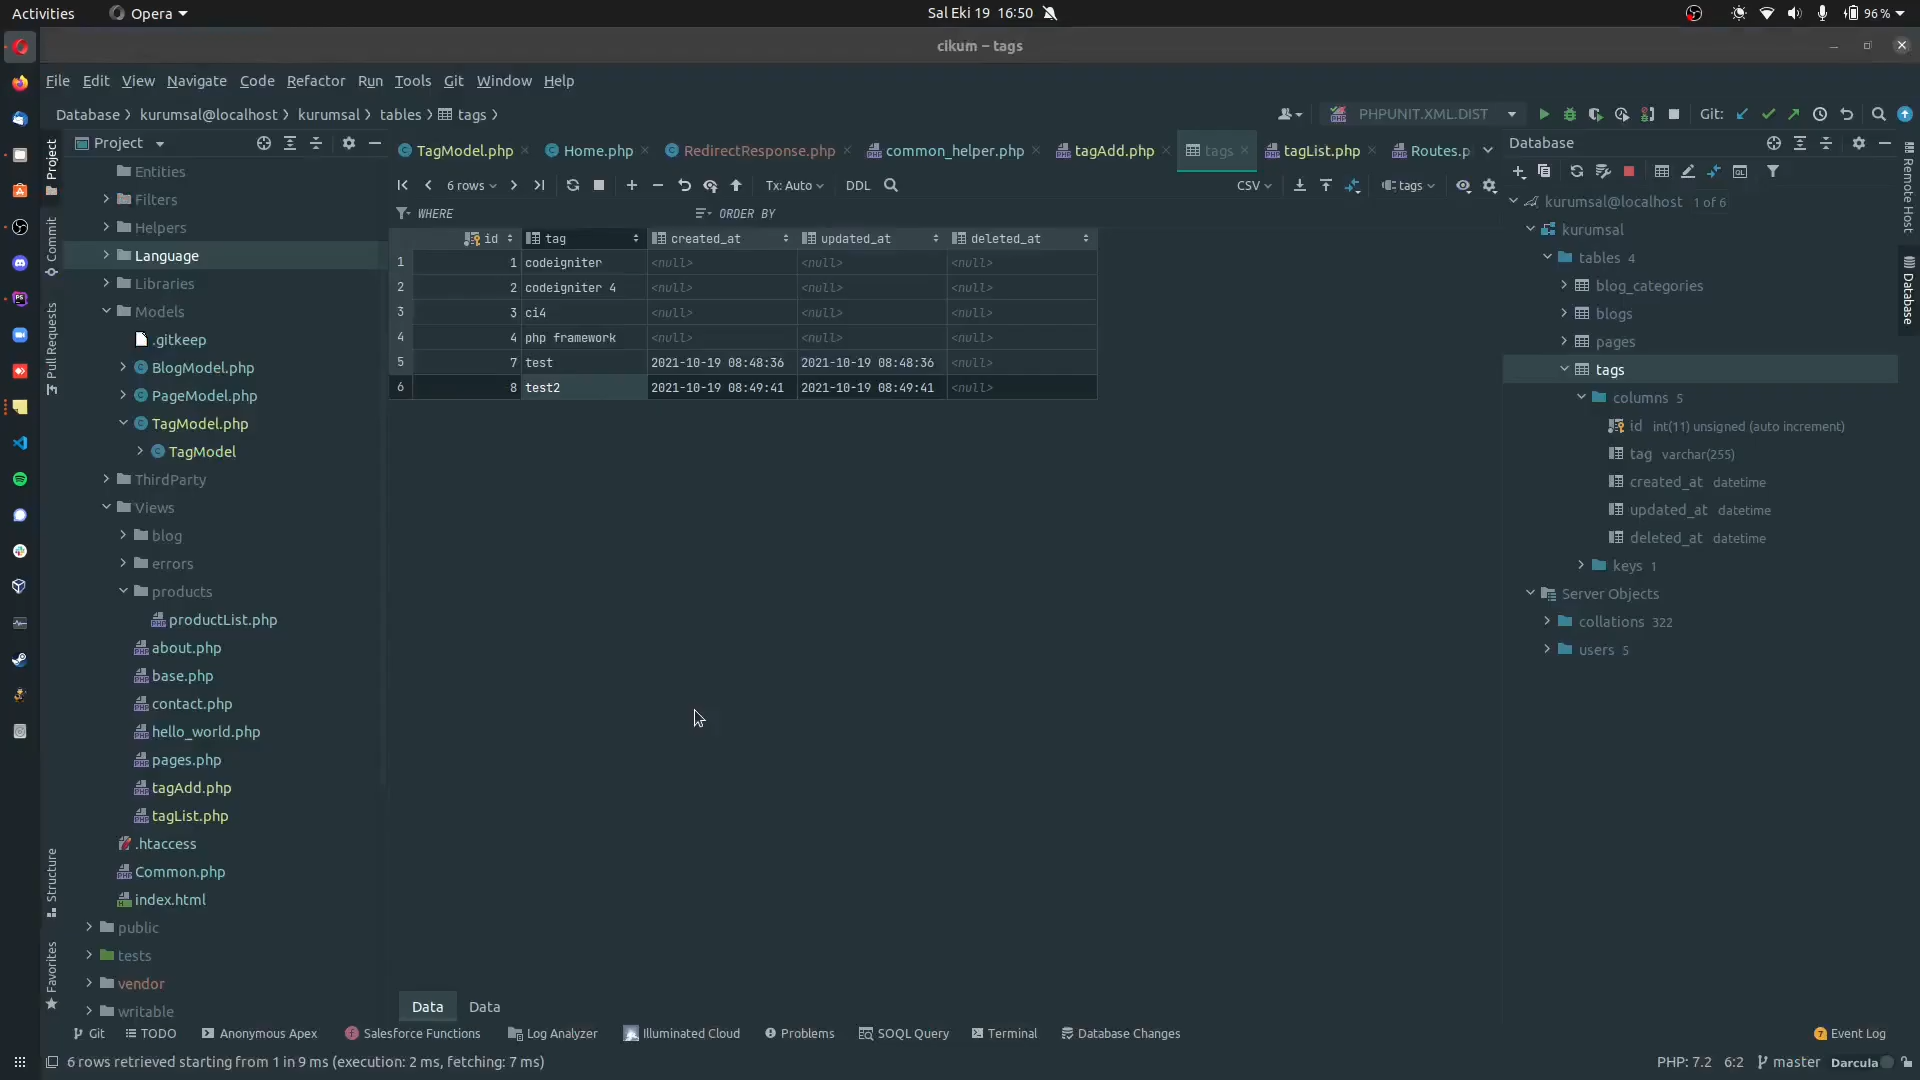 Activities
Opera
Sal Eki 19 16:50
96 %
cikum – tags
File Edit View Navigate Code Refactor Run Tools Git Window Help
Database kurumsal@localhost kurumsal tables tags
PHPUNIT.XML.DIST
Git:
Project
TagModel.php
Home.php
RedirectResponse.php
common_helper.php
tagAdd.php
tags
tagList.php
Routes.p
Database
6 rows
Tx: Auto
DDL
CSV
tags
WHERE
ORDER BY
id tag created_at updated_at deleted_at
1 1 codeigniter <null> <null> <null>
2 2 codeigniter 4 <null> <null> <null>
3 3 ci4 <null> <null> <null>
4 4 php framework <null> <null> <null>
5 7 test 2021-10-19 08:48:36 2021-10-19 08:48:36 <null>
6 8 test2 2021-10-19 08:49:41 2021-10-19 08:49:41 <null>
Project
Commit
Pull Requests
Structure
Favorites
Entities
Filters
Helpers
Language
Libraries
Models
.gitkeep
BlogModel.php
PageModel.php
TagModel.php
TagModel
ThirdParty
Views
blog
errors
products
productList.php
about.php
base.php
contact.php
hello_world.php
pages.php
tagAdd.php
tagList.php
.htaccess
Common.php
index.html
public
tests
vendor
writable
kurumsal@localhost 1 of 6
kurumsal
tables 4
blog_categories
blogs
pages
tags
columns 5
id int(11) unsigned (auto increment)
tag varchar(255)
created_at datetime
updated_at datetime
deleted_at datetime
keys 1
Server Objects
collations 322
users 5
Remote Host
Database
Data
Data
Git
TODO
Anonymous Apex
Salesforce Functions
Log Analyzer
Illuminated Cloud
Problems
SOQL Query
Terminal
Database Changes
7 Event Log
6 rows retrieved starting from 1 in 9 ms (execution: 2 ms, fetching: 7 ms)
PHP: 7.2
6:2
master
Darcula